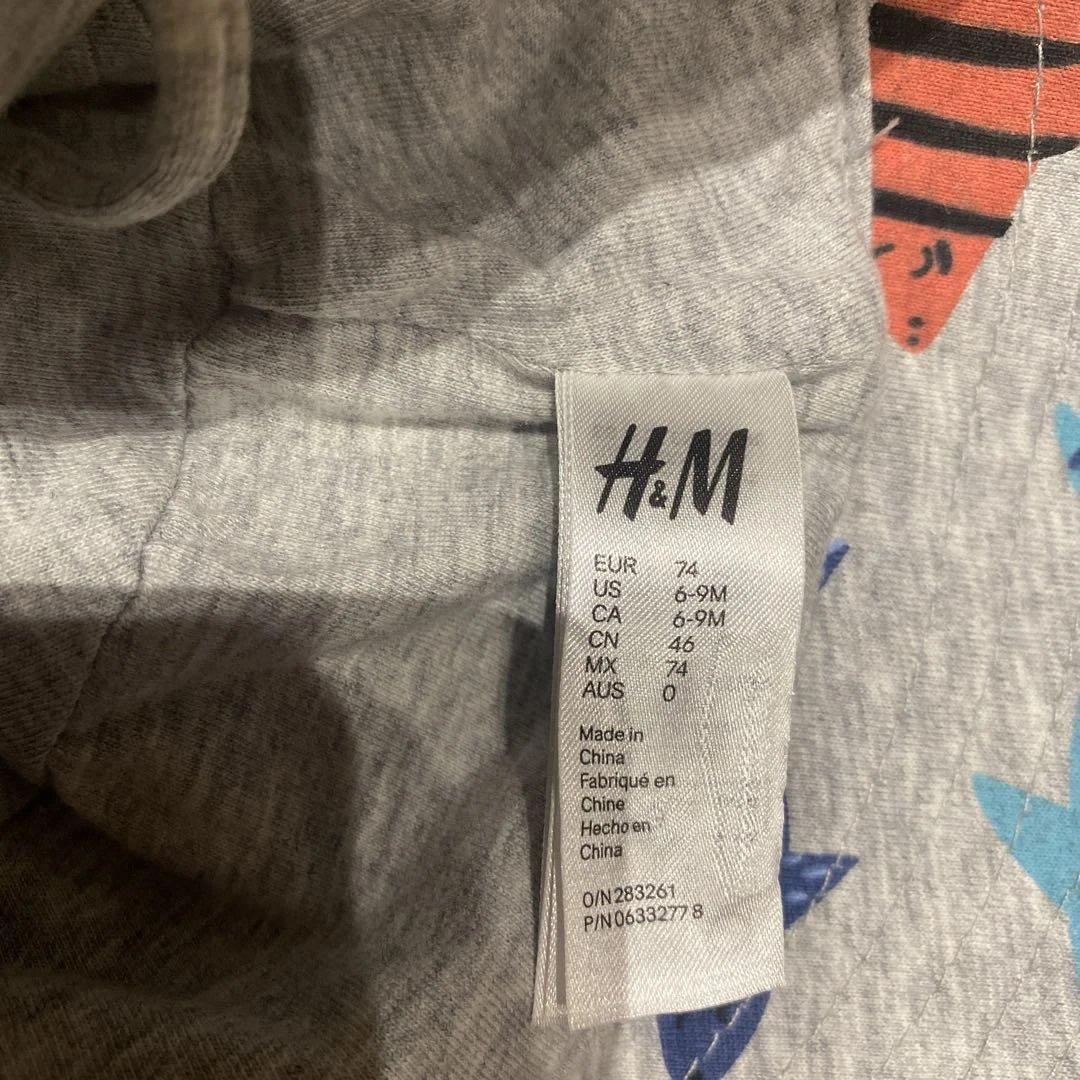 H&M
EUR 74
US 6-9M
CA 6-9M
CN 46
MX 74
AUS 0
Made in
China
Fabriqué en
Chine
Hecho en
China
O/N 283261
P/N 0633277 8